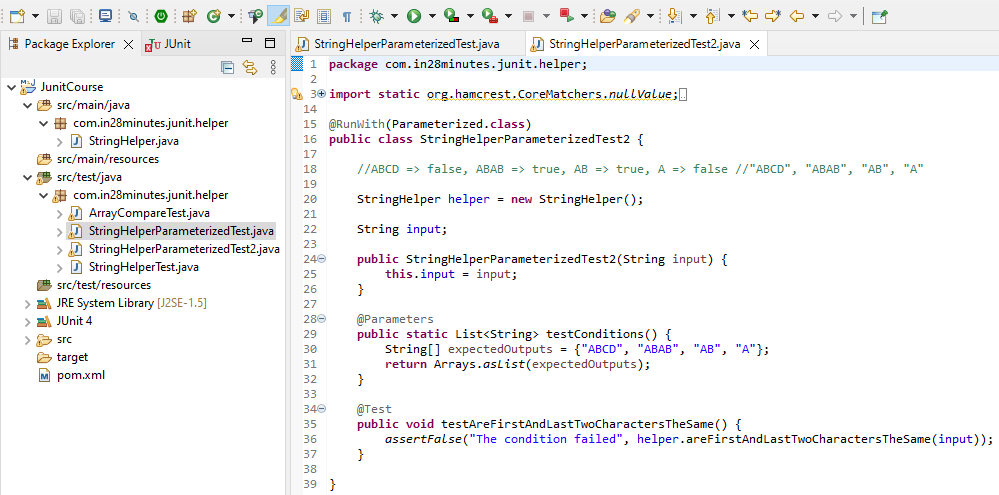 Package Explorer
JUnit
JunitCourse
src/main/java
com.in28minutes.junit.helper
StringHelper.java
src/main/resources
src/test/java
com.in28minutes.junit.helper
ArrayCompareTest.java
StringHelperParameterizedTest.java
StringHelperParameterizedTest2.java
StringHelperTest.java
src/test/resources
JRE System Library [J2SE-1.5]
JUnit 4
src
target
pom.xml
StringHelperParameterizedTest.java
StringHelperParameterizedTest2.java
1 package com.in28minutes.junit.helper;
2
3 import static org.hamcrest.CoreMatchers.nullValue;
14
15 @RunWith(Parameterized.class)
16 public class StringHelperParameterizedTest2 {
17
18 //ABCD => false, ABAB => true, AB => true, A => false //"ABCD", "ABAB", "AB", "A"
19
20 StringHelper helper = new StringHelper();
21
22 String input;
23
24 public StringHelperParameterizedTest2(String input) {
25 this.input = input;
26 }
27
28 @Parameters
29 public static List<String> testConditions() {
30 String[] expectedOutputs = {"ABCD", "ABAB", "AB", "A"};
31 return Arrays.asList(expectedOutputs);
32 }
33
34 @Test
35 public void testAreFirstAndLastTwoCharactersTheSame() {
36 assertFalse("The condition failed", helper.areFirstAndLastTwoCharactersTheSame(input));
37 }
38
39 }